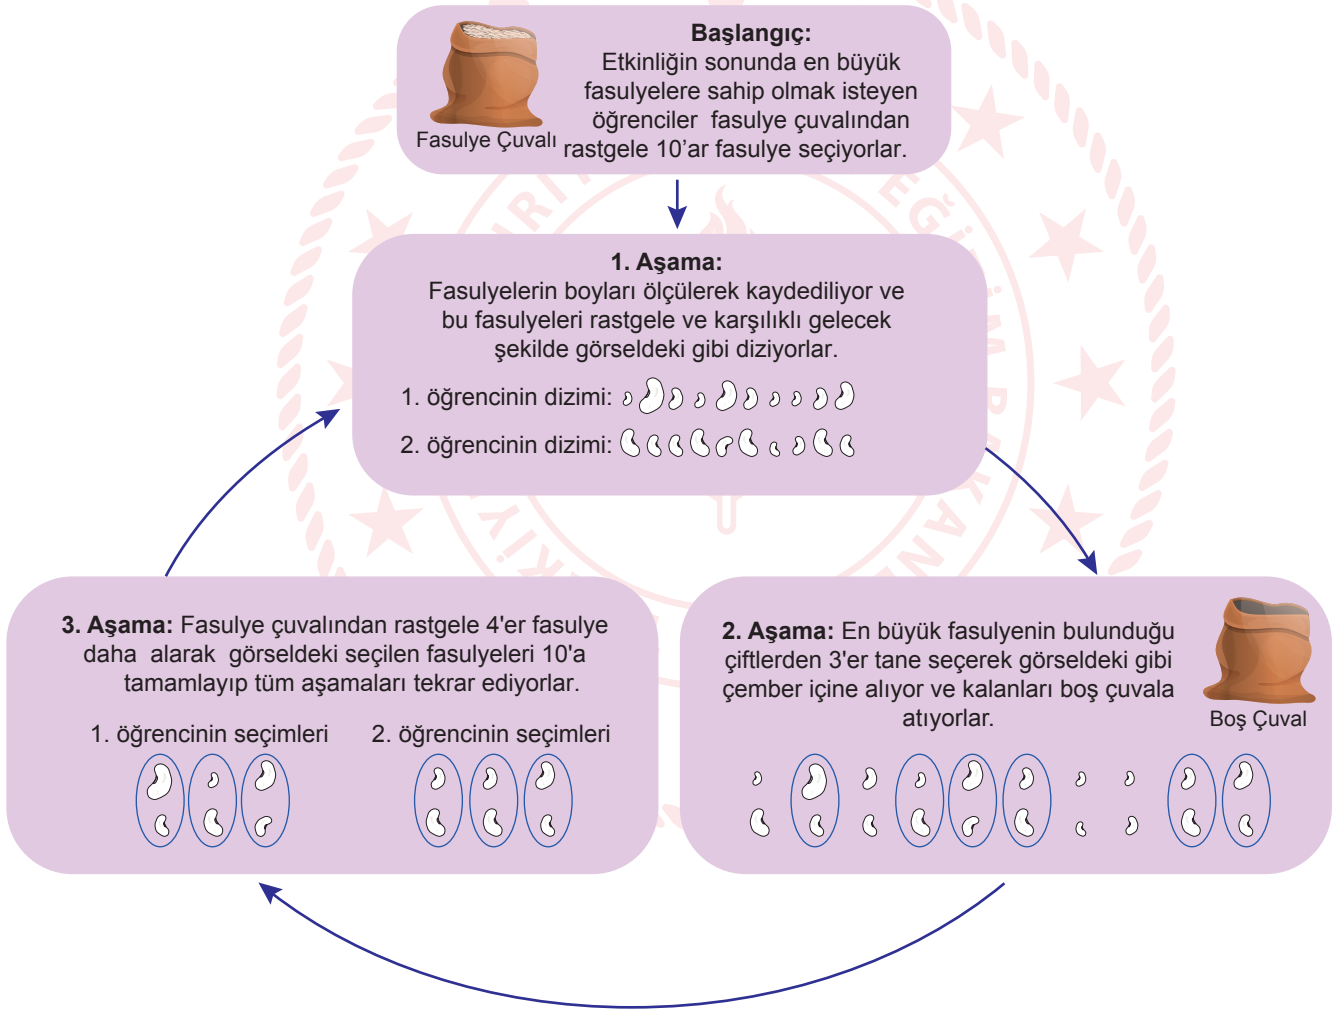 Başlangıç:
Etkinliğin sonunda en büyük
fasulyelere sahip olmak isteyen
öğrenciler fasulye çuvalından
rastgele 10'ar fasulye seçiyorlar.
Fasulye Çuvalı
1. Aşama:
Fasulyelerin boyları ölçülerek kaydediliyor ve
bu fasulyeleri rastgele ve karşılıklı gelecek
şekilde görseldeki gibi diziyorlar.
1. öğrencinin dizimi:
2. öğrencinin dizimi:
3. Aşama: Fasulye çuvalından rastgele 4'er fasulye
daha alarak görseldeki seçilen fasulyeleri 10'a
tamamlayıp tüm aşamaları tekrar ediyorlar.
1. öğrencinin seçimleri
2. öğrencinin seçimleri
2. Aşama: En büyük fasulyenin bulunduğu
çiftlerden 3'er tane seçerek görseldeki gibi
çember içine alıyor ve kalanları boş çuvala
atıyorlar.
Boş Çuval